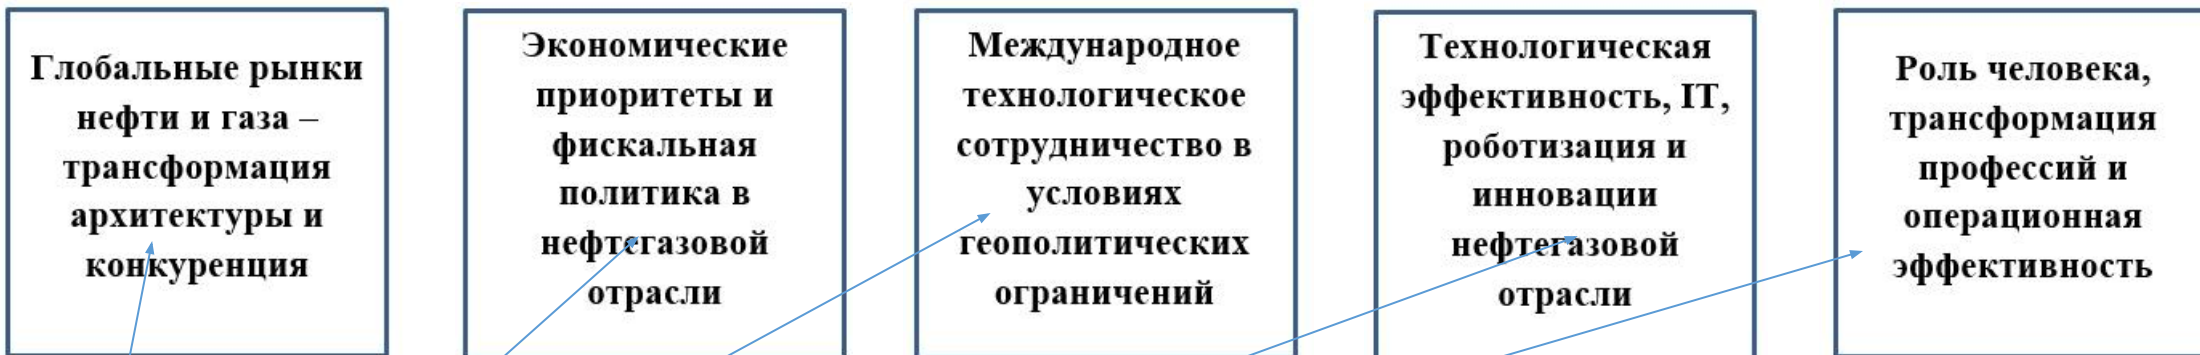 Глобальные рынки
нефти и газа –
трансформация
архитектуры и
конкуренция
Экономические
приоритеты и
фискальная
политика в
нефтегазовой
отрасли
Международное
технологическое
сотрудничество в
условиях
геополитических
ограничений
Технологическая
эффективность, IT,
роботизация и
инновации
нефтегазовой
отрасли
Роль человека,
трансформация
профессий и
операционная
эффективность